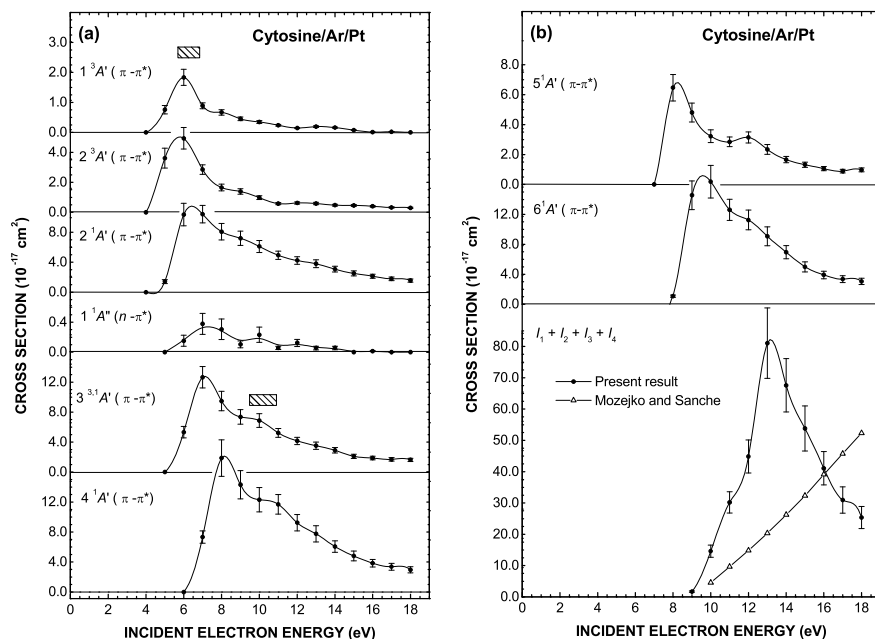 (a) Cytosine/Ar/Pt
1 ³A' (π-π*)
2.0
1.0
0.0
2 ³A' (π-π*)
4.0
2.0
0.0
2 ¹A' (π-π*)
8.0
4.0
0.0
1 ¹A" (n-π*)
0.4
0.2
0.0
3 ³,¹A' (π-π*)
12.0
8.0
4.0
0.0
4 ¹A' (π-π*)
12.0
8.0
4.0
0.0
0 2 4 6 8 10 12 14 16 18
INCIDENT ELECTRON ENERGY (eV)
CROSS SECTION (10⁻¹⁷ cm²)
(b) Cytosine/Ar/Pt
5¹A' (π-π*)
6.0
4.0
2.0
0.0
6¹A' (π-π*)
12.0
8.0
4.0
0.0
I₁ + I₂ + I₃ + I₄
Present result
Mozejko and Sanche
80.0
60.0
50.0
40.0
30.0
20.0
10.0
0.0
0 2 4 6 8 10 12 14 16 18
INCIDENT ELECTRON ENERGY (eV)
CROSS SECTION (10⁻¹⁷ cm²)